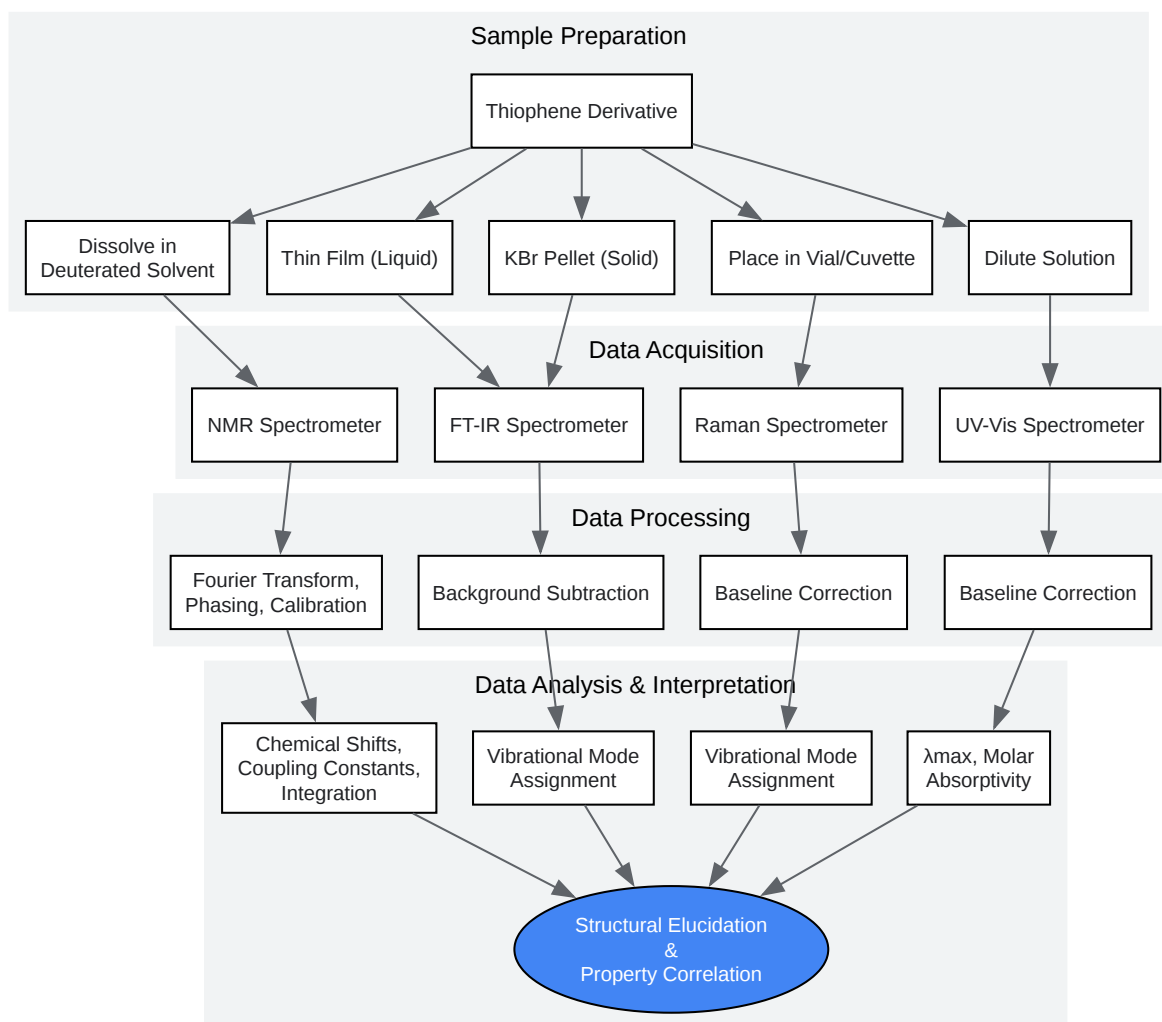 Sample Preparation
Thiophene Derivative
Dissolve in
Deuterated Solvent
Thin Film (Liquid)
KBr Pellet (Solid)
Place in Vial/Cuvette
Dilute Solution
Data Acquisition
NMR Spectrometer
FT-IR Spectrometer
Raman Spectrometer
UV-Vis Spectrometer
Data Processing
Fourier Transform,
Phasing, Calibration
Background Subtraction
Baseline Correction
Baseline Correction
Data Analysis & Interpretation
Chemical Shifts,
Coupling Constants,
Integration
Vibrational Mode
Assignment
Vibrational Mode
Assignment
λmax, Molar
Absorptivity
Structural Elucidation
&
Property Correlation